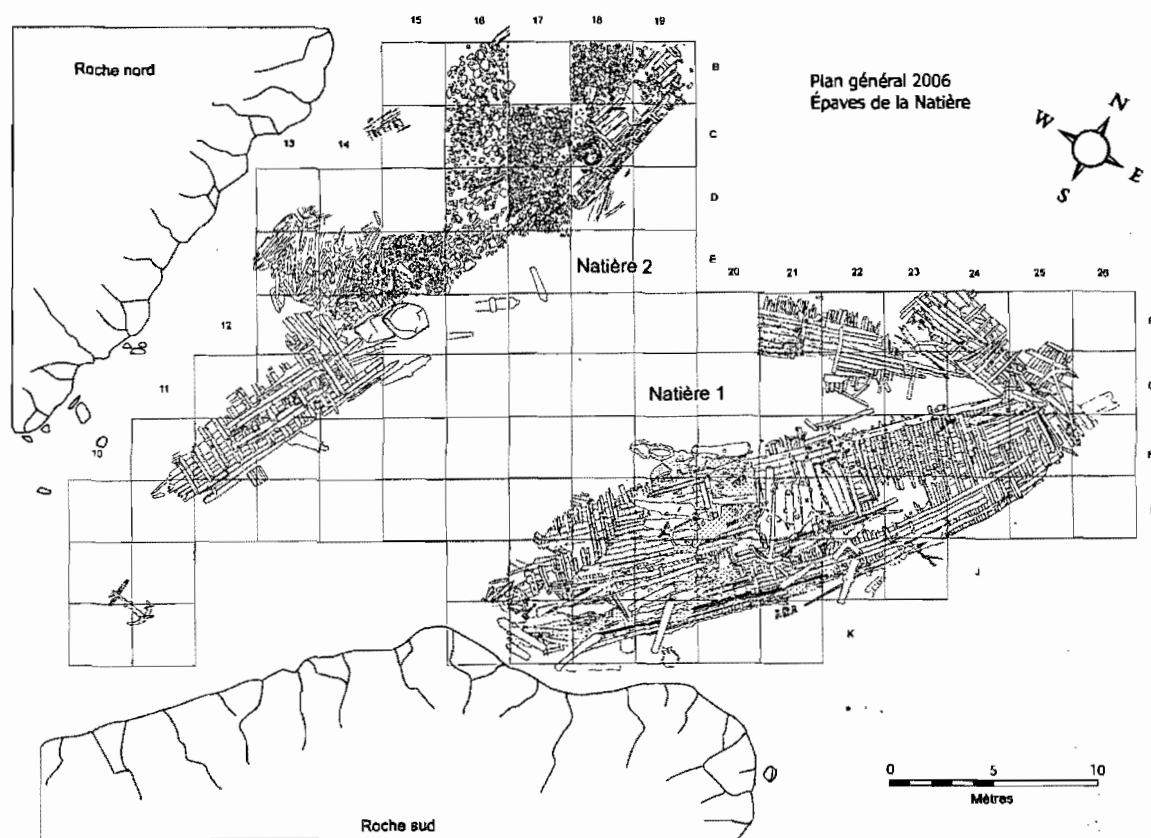 15 16 17 18 19
Roche nord
B
Plan général 2006
Épaves de la Natière
N
W
E
S
C
13 14
D
Natière 2
E
20 21 22 23 24 25 26
12
F
11
Natière 1
G
10
H
I
J
K
0 5 10
Mètres
Roche sud